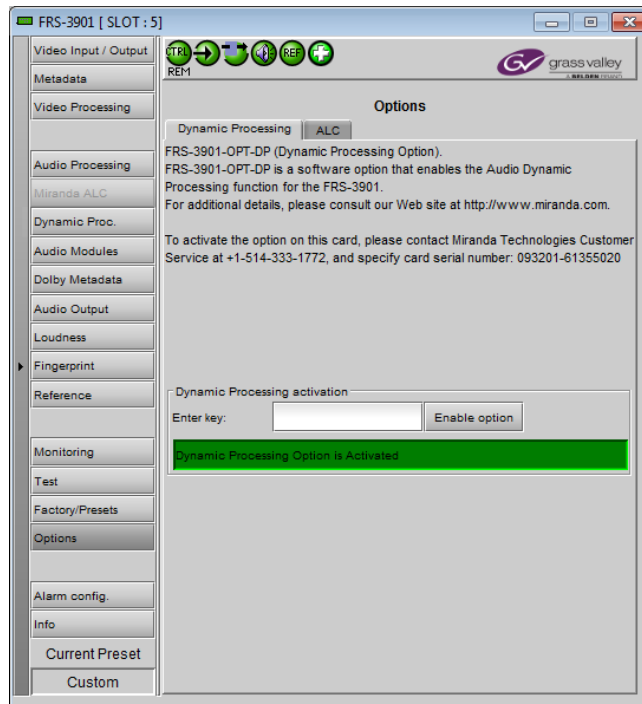 FRS-3901 [ SLOT : 5]
Video Input / Output
Metadata
Video Processing
Audio Processing
Miranda ALC
Dynamic Proc.
Audio Modules
Dolby Metadata
Audio Output
Loudness
Fingerprint
Reference
Monitoring
Test
Factory/Presets
Options
Alarm config.
Info
Current Preset
Custom
CTRL
REF
REM
GV grass valley
A BELDEN BRAND
Options
Dynamic Processing
ALC
FRS-3901-OPT-DP (Dynamic Processing Option).
FRS-3901-OPT-DP is a software option that enables the Audio Dynamic
Processing function for the FRS-3901.
For additional details, please consult our Web site at http://www.miranda.com.
To activate the option on this card, please contact Miranda Technologies Customer
Service at +1-514-333-1772, and specify card serial number: 093201-61355020
Dynamic Processing activation
Enter key:
Enable option
Dynamic Processing Option is Activated